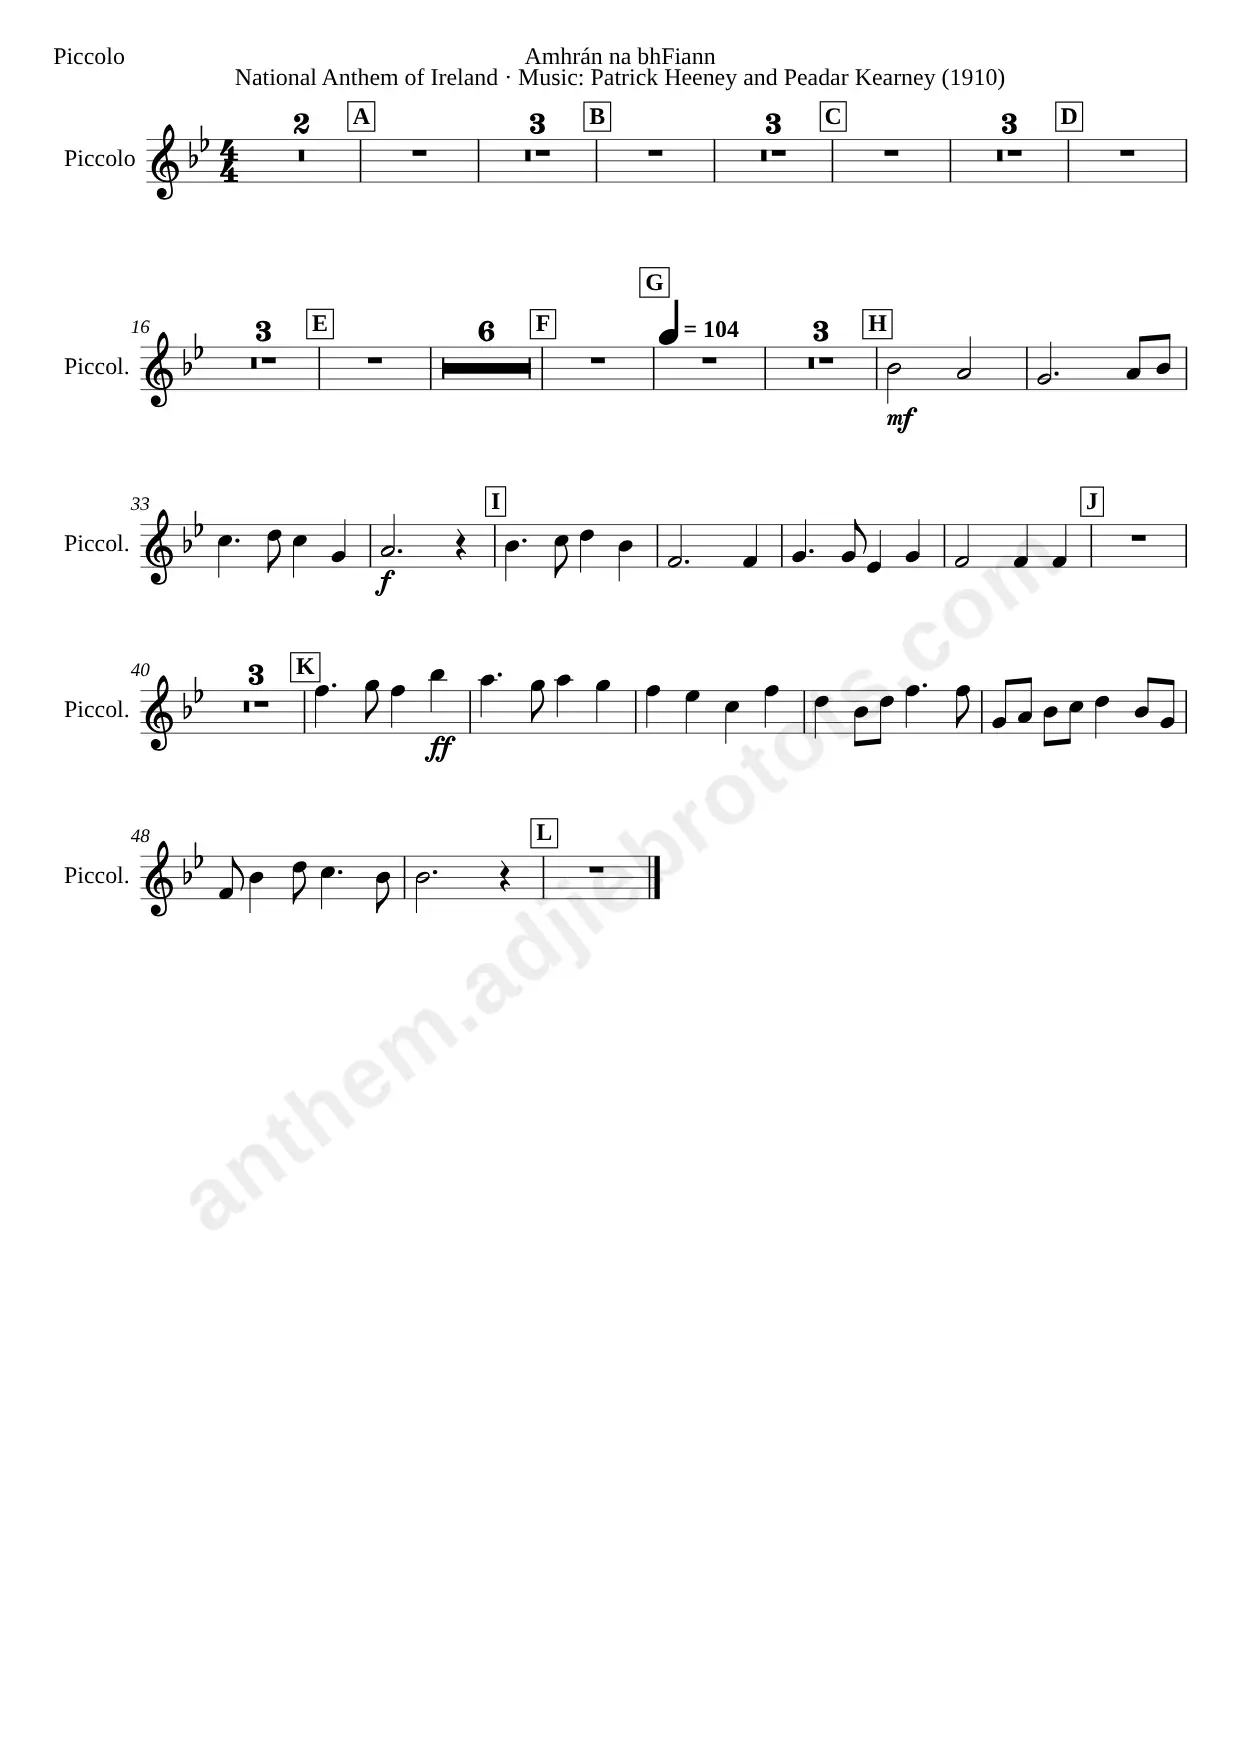 Piccolo
Amhrán na bhFiann
National Anthem of Ireland · Music: Patrick Heeney and Peadar Kearney (1910)
2 A 3 B 3 C 3 D
Piccolo 4/4
G
16 3 E 6 F = 104 3 H
Piccol.
mf
33 I J
Piccol.
f
40 3 K
Piccol.
ff
48 L
Piccol.
anthem.adjiebrotots.com